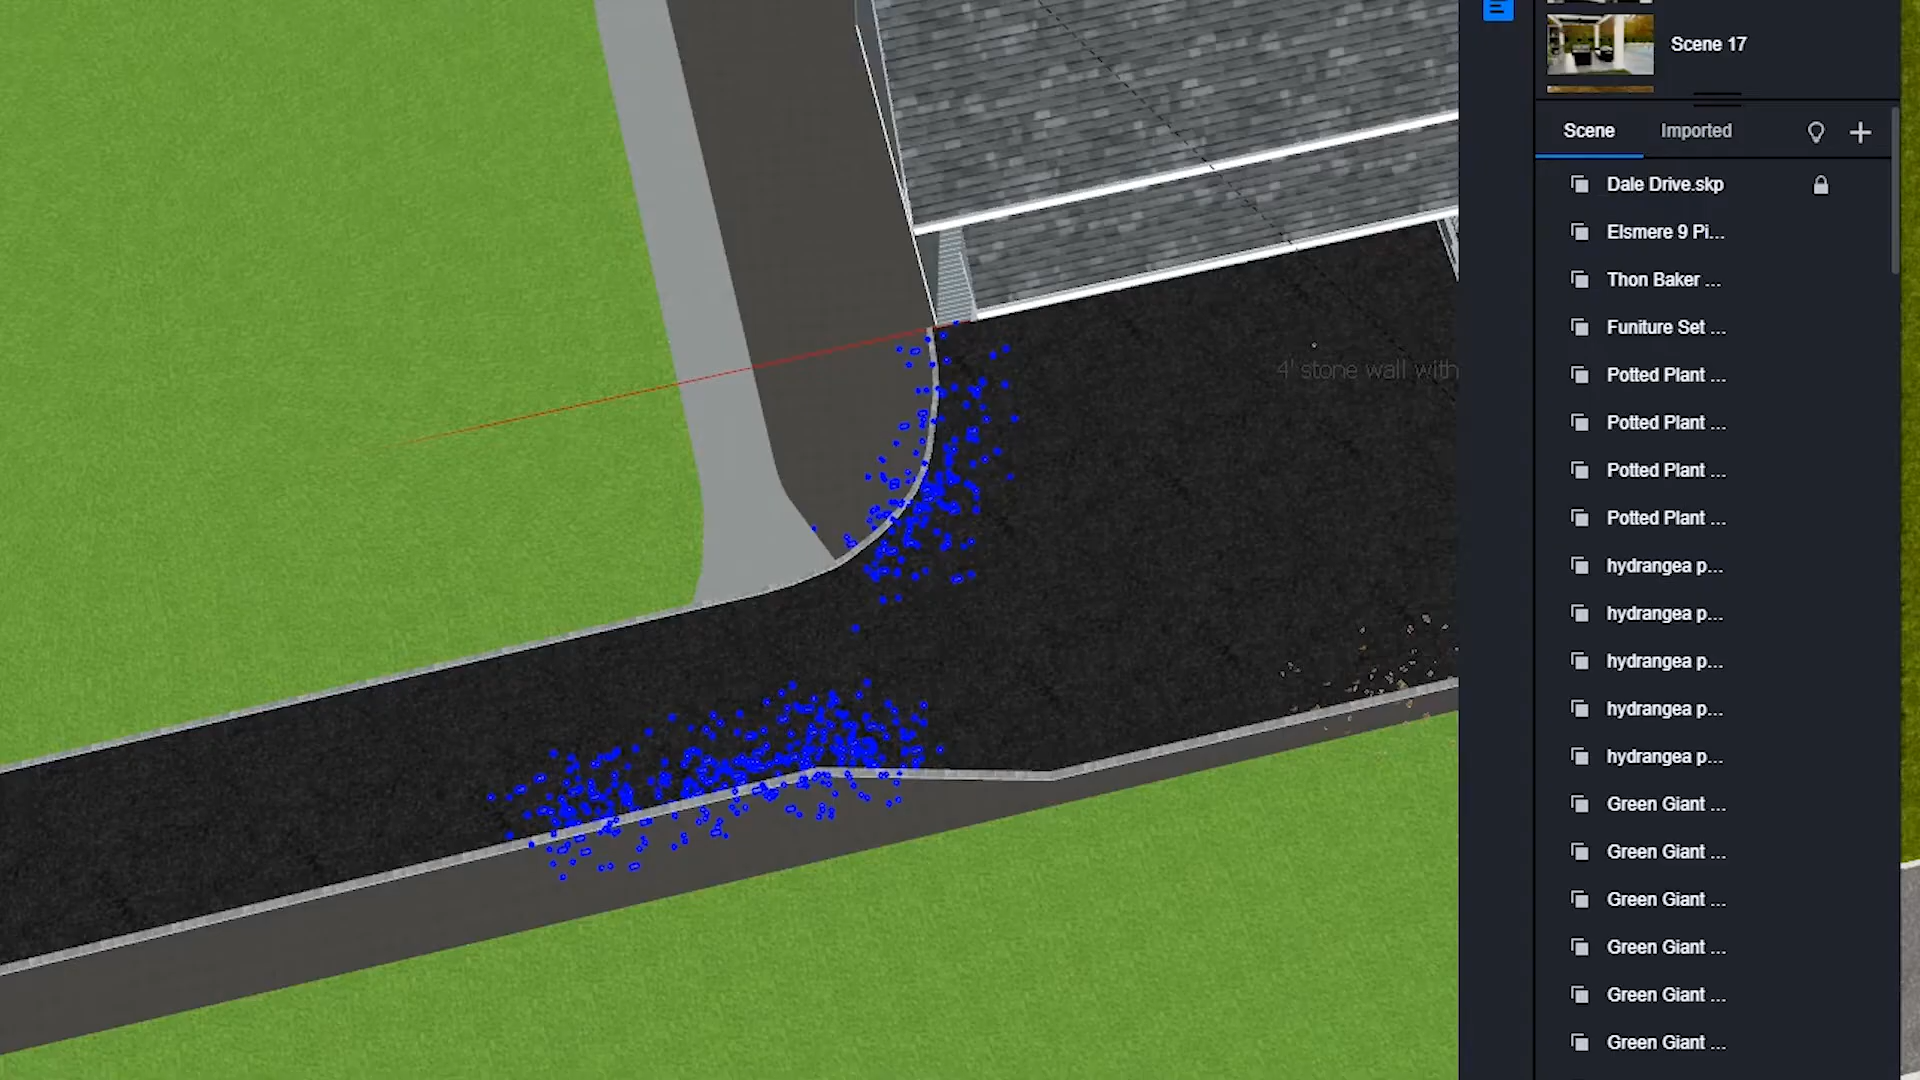 Scene 17
Scene
Imported
Dale Drive.skp
Elsmere 9 Pi...
Thon Baker ...
Funiture Set ...
Potted Plant ...
Potted Plant ...
Potted Plant ...
Potted Plant ...
hydrangea p...
hydrangea p...
hydrangea p...
hydrangea p...
hydrangea p...
Green Giant ...
Green Giant ...
Green Giant ...
Green Giant ...
Green Giant ...
Green Giant ...
4' stone wall with